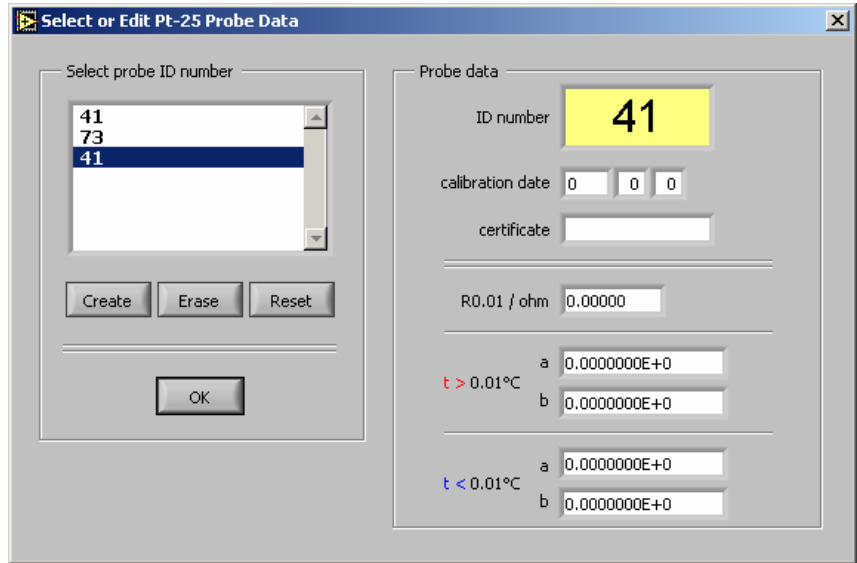 Select or Edit Pt-25 Probe Data
Select probe ID number
41
73
41
Create Erase Reset
OK
Probe data
ID number 41
calibration date 0 0 0
certificate
R0.01 / ohm 0.00000
t > 0.01°C
a 0.0000000E+0
b 0.0000000E+0
t < 0.01°C
a 0.0000000E+0
b 0.0000000E+0